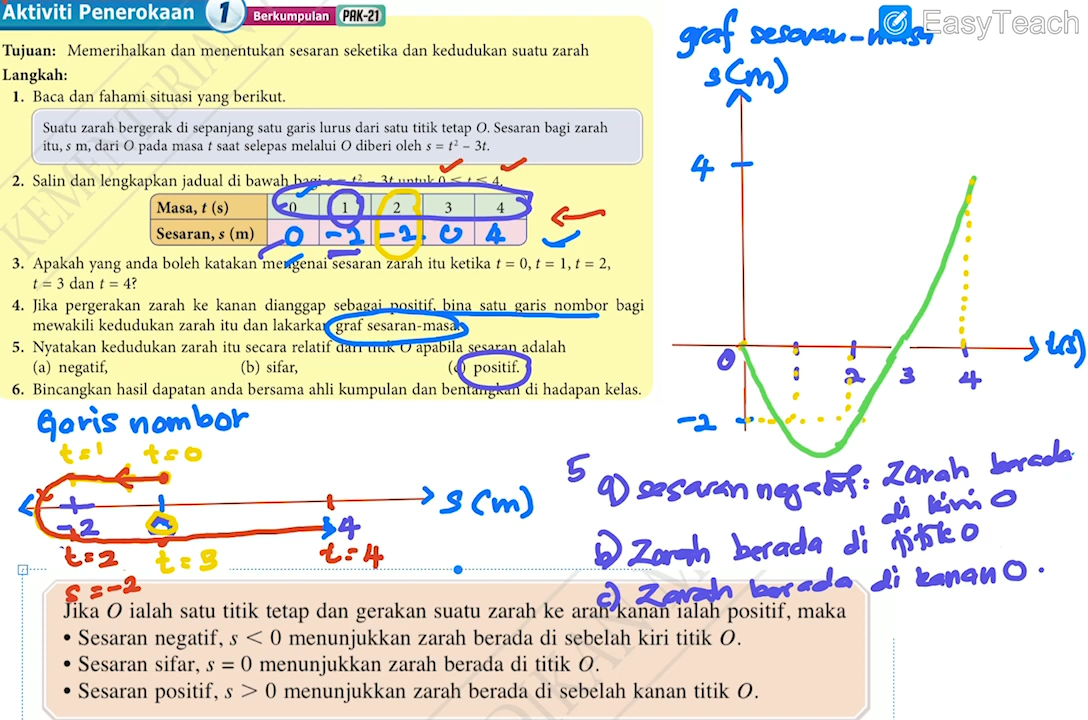 Aktiviti Penerokaan 1 Berkumpulan PAK-21
Tujuan: Memerihalkan dan menentukan sesaran seketika dan kedudukan suatu zarah
Langkah:
1. Baca dan fahami situasi yang berikut.
Suatu zarah bergerak di sepanjang satu garis lurus dari satu titik tetap O. Sesaran bagi zarah
itu, s m, dari O pada masa t saat selepas melalui O diberi oleh s = t² – 3t.
2. Salin dan lengkapkan jadual di bawah bagi s = t² – 3t untuk 0 ≤ t ≤ 4.
Masa, t (s) 0 1 2 3 4
Sesaran, s (m) 0 -2 -2 0 4
3. Apakah yang anda boleh katakan mengenai sesaran zarah itu ketika t = 0, t = 1, t = 2,
t = 3 dan t = 4?
4. Jika pergerakan zarah ke kanan dianggap sebagai positif, bina satu garis nombor bagi
mewakili kedudukan zarah itu dan lakarkan graf sesaran-masa.
5. Nyatakan kedudukan zarah itu secara relatif dari titik O apabila sesaran adalah
(a) negatif, (b) sifar, (c) positif.
6. Bincangkan hasil dapatan anda bersama ahli kumpulan dan bentangkan di hadapan kelas.
EasyTeach
graf sesaran-masa
s(m)
4
t(s)
0 1 2 3 4
-2
Garis nombor
t=1 t=0
s(m)
-2 0 4
t=2 t=3 t=4
s=-2
5 a) sesaran negatif: Zarah berada
di kiri O
b) Zarah berada di titik O
c) Zarah berada di kanan O.
Jika O ialah satu titik tetap dan gerakan suatu zarah ke arah kanan ialah positif, maka
• Sesaran negatif, s < 0 menunjukkan zarah berada di sebelah kiri titik O.
• Sesaran sifar, s = 0 menunjukkan zarah berada di titik O.
• Sesaran positif, s > 0 menunjukkan zarah berada di sebelah kanan titik O.